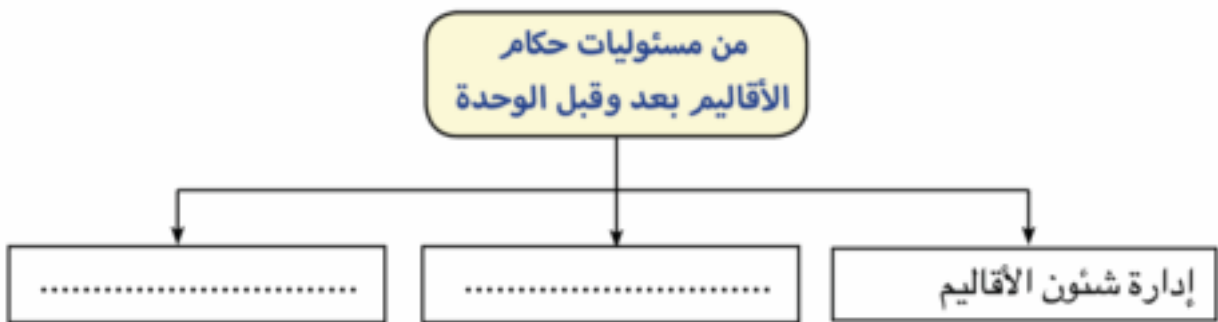 من مسئوليات حكام
الأقاليم بعد وقبل الوحدة
إدارة شئون الأقاليم
............................
...........................